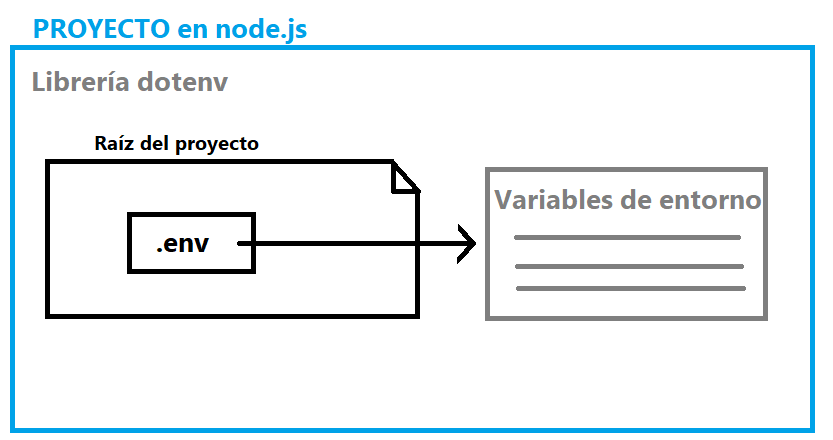 PROYECTO en node.js
Librería dotenv
Raíz del proyecto
.env
Variables de entorno